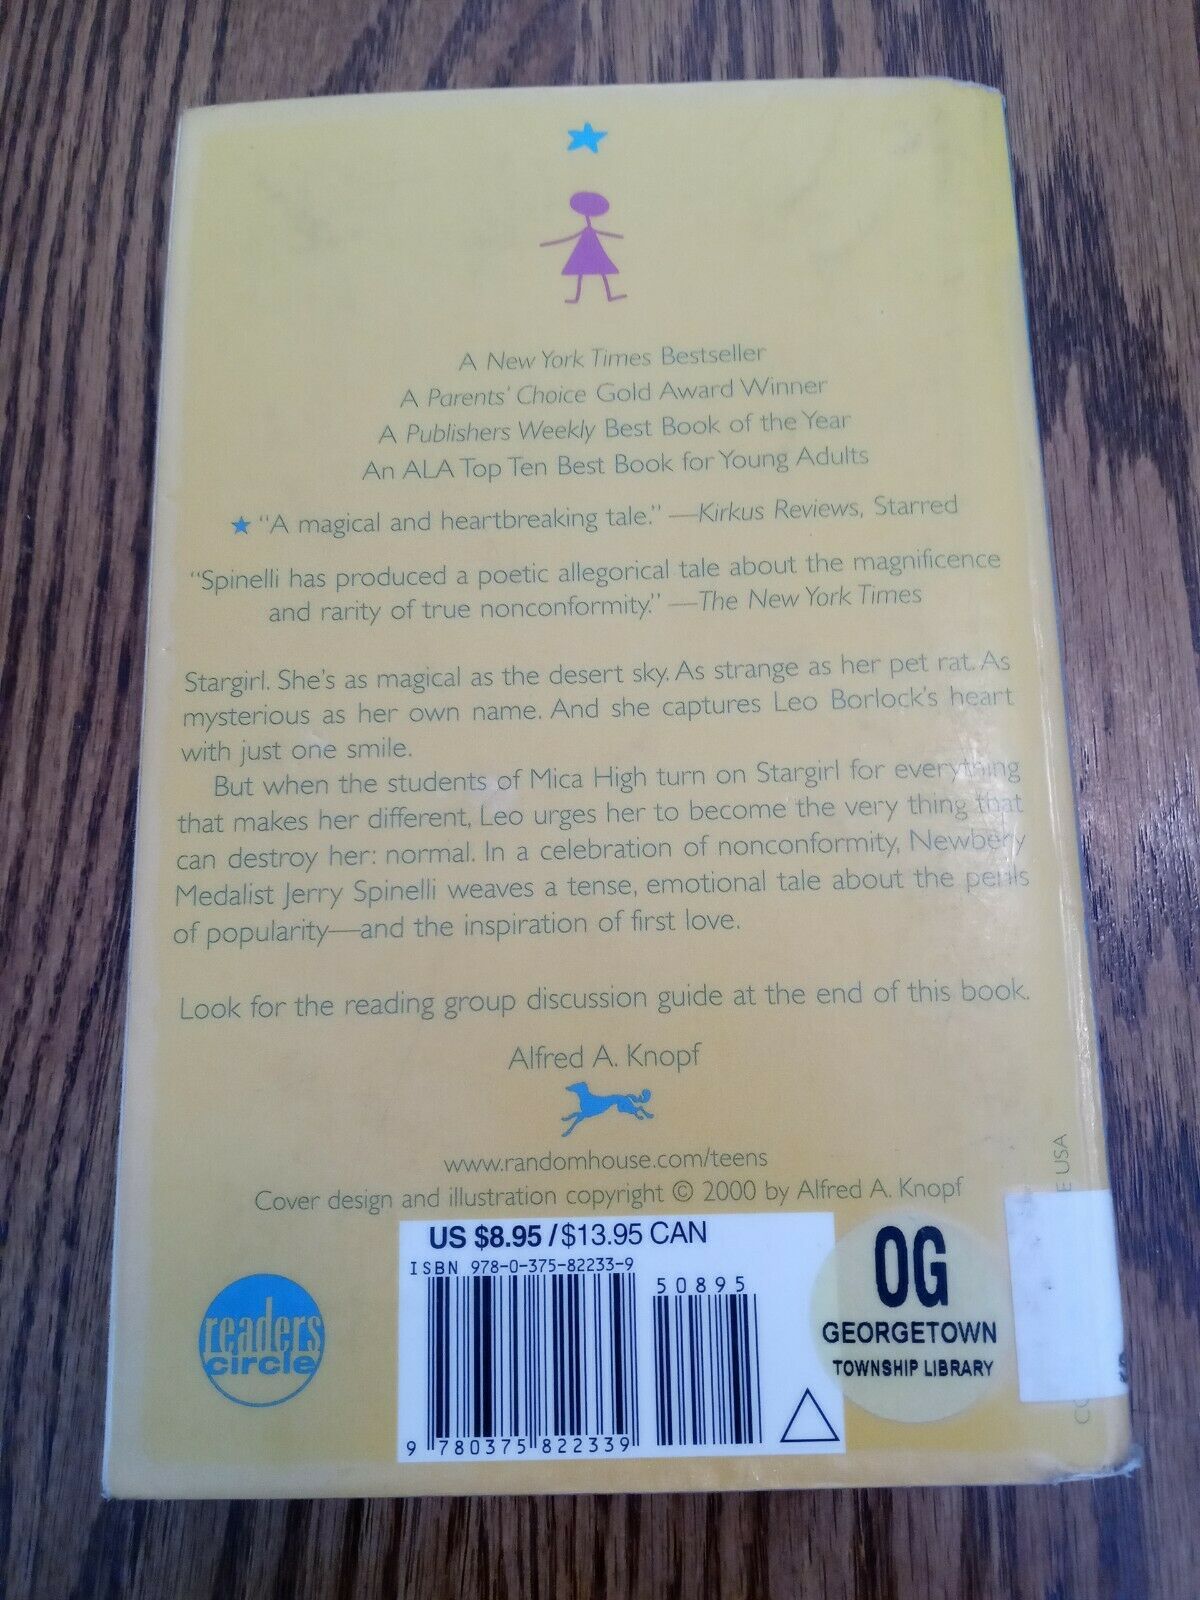 A New York Times Bestseller
A Parents' Choice Gold Award Winner
A Publishers Weekly Best Book of the Year
An ALA Top Ten Best Book for Young Adults
★ "A magical and heartbreaking tale." —Kirkus Reviews, Starred
"Spinelli has produced a poetic allegorical tale about the magnificence
and rarity of true nonconformity." —The New York Times
Stargirl. She's as magical as the desert sky. As strange as her pet rat. As
mysterious as her own name. And she captures Leo Borlock's heart
with just one smile.
But when the students of Mica High turn on Stargirl for everything
that makes her different, Leo urges her to become the very thing that
can destroy her: normal. In a celebration of nonconformity, Newbery
Medalist Jerry Spinelli weaves a tense, emotional tale about the perils
of popularity—and the inspiration of first love.
Look for the reading group discussion guide at the end of this book.
Alfred A. Knopf
www.randomhouse.com/teens
Cover design and illustration copyright © 2000 by Alfred A. Knopf
US $8.95 / $13.95 CAN
ISBN 978-0-375-82233-9
50895
9 780375 822339
readers
circle
OG
GEORGETOWN
TOWNSHIP LIBRARY
USA